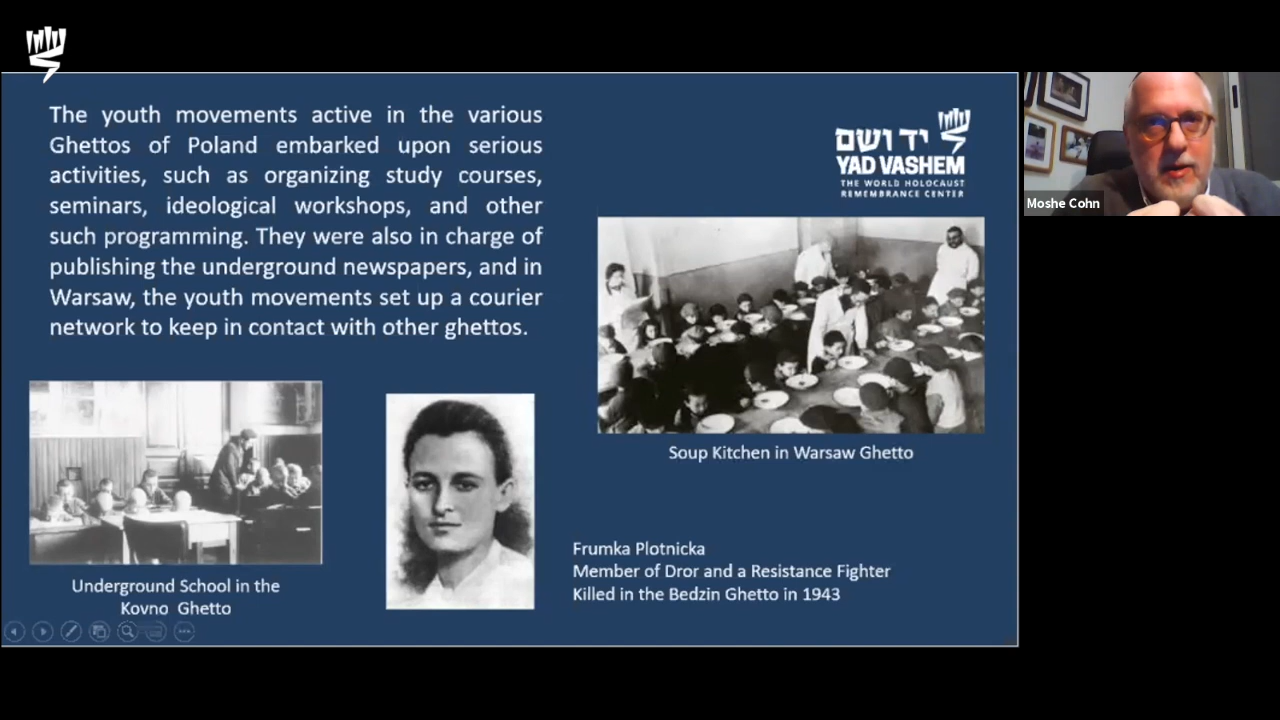 The youth movements active in the various
Ghettos of Poland embarked upon serious
activities, such as organizing study courses,
seminars, ideological workshops, and other
such programming. They were also in charge of
publishing the underground newspapers, and in
Warsaw, the youth movements set up a courier
network to keep in contact with other ghettos.
יד ושם
YAD VASHEM
THE WORLD HOLOCAUST
REMEMBRANCE CENTER
Moshe Cohn
Soup Kitchen in Warsaw Ghetto
Underground School in the
Kovno Ghetto
Frumka Plotnicka
Member of Dror and a Resistance Fighter
Killed in the Bedzin Ghetto in 1943